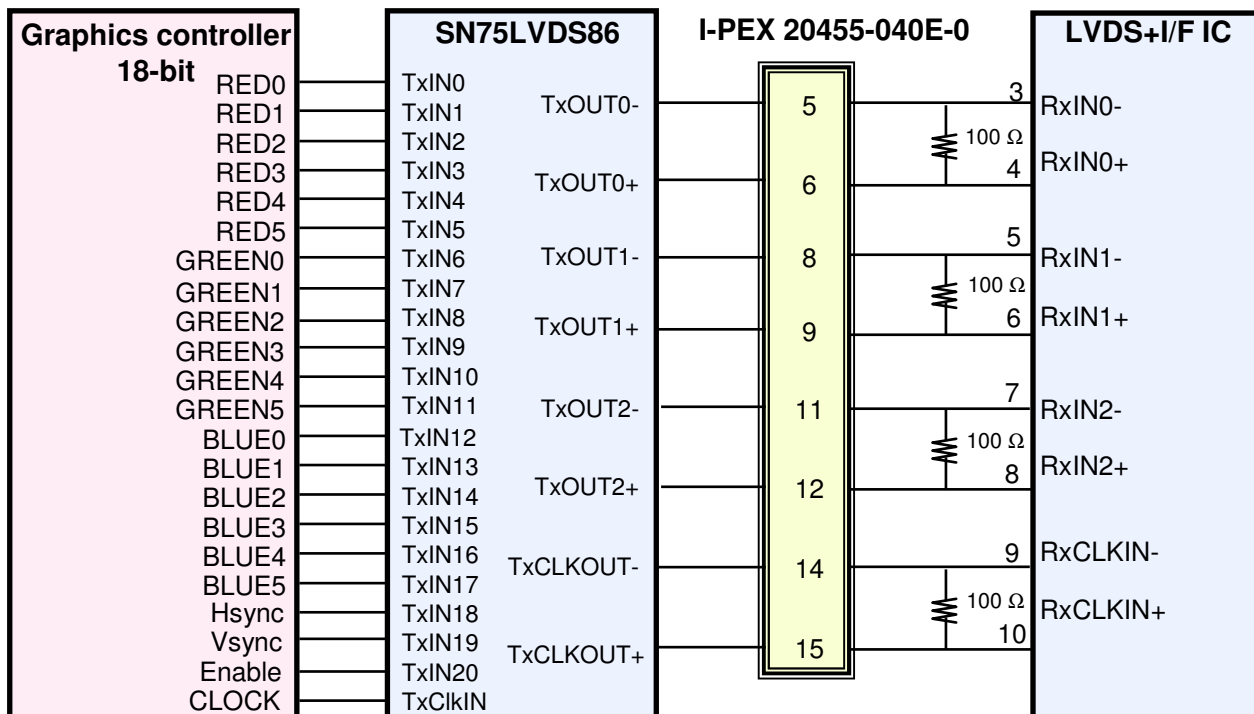 Graphics controller
18-bit
RED0
RED1
RED2
RED3
RED4
RED5
GREEN0
GREEN1
GREEN2
GREEN3
GREEN4
GREEN5
BLUE0
BLUE1
BLUE2
BLUE3
BLUE4
BLUE5
Hsync
Vsync
Enable
CLOCK
SN75LVDS86
TxIN0
TxIN1
TxIN2
TxIN3
TxIN4
TxIN5
TxIN6
TxIN7
TxIN8
TxIN9
TxIN10
TxIN11
TxIN12
TxIN13
TxIN14
TxIN15
TxIN16
TxIN17
TxIN18
TxIN19
TxIN20
TxClkIN
TxOUT0-
TxOUT0+
TxOUT1-
TxOUT1+
TxOUT2-
TxOUT2+
TxCLKOUT-
TxCLKOUT+
I-PEX 20455-040E-0
5
6
8
9
11
12
14
15
3
100 Ω
4
5
100 Ω
6
7
100 Ω
8
9
100 Ω
10
LVDS+I/F IC
RxIN0-
RxIN0+
RxIN1-
RxIN1+
RxIN2-
RxIN2+
RxCLKIN-
RxCLKIN+